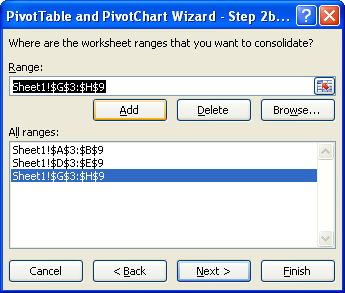 PivotTable and PivotChart Wizard - Step 2b...
Where are the worksheet ranges that you want to consolidate?
Range:
Sheet1!$G$3:$H$9
Add Delete Browse...
All ranges:
Sheet1!$A$3:$B$9
Sheet1!$D$3:$E$9
Sheet1!$G$3:$H$9
Cancel < Back Next > Finish